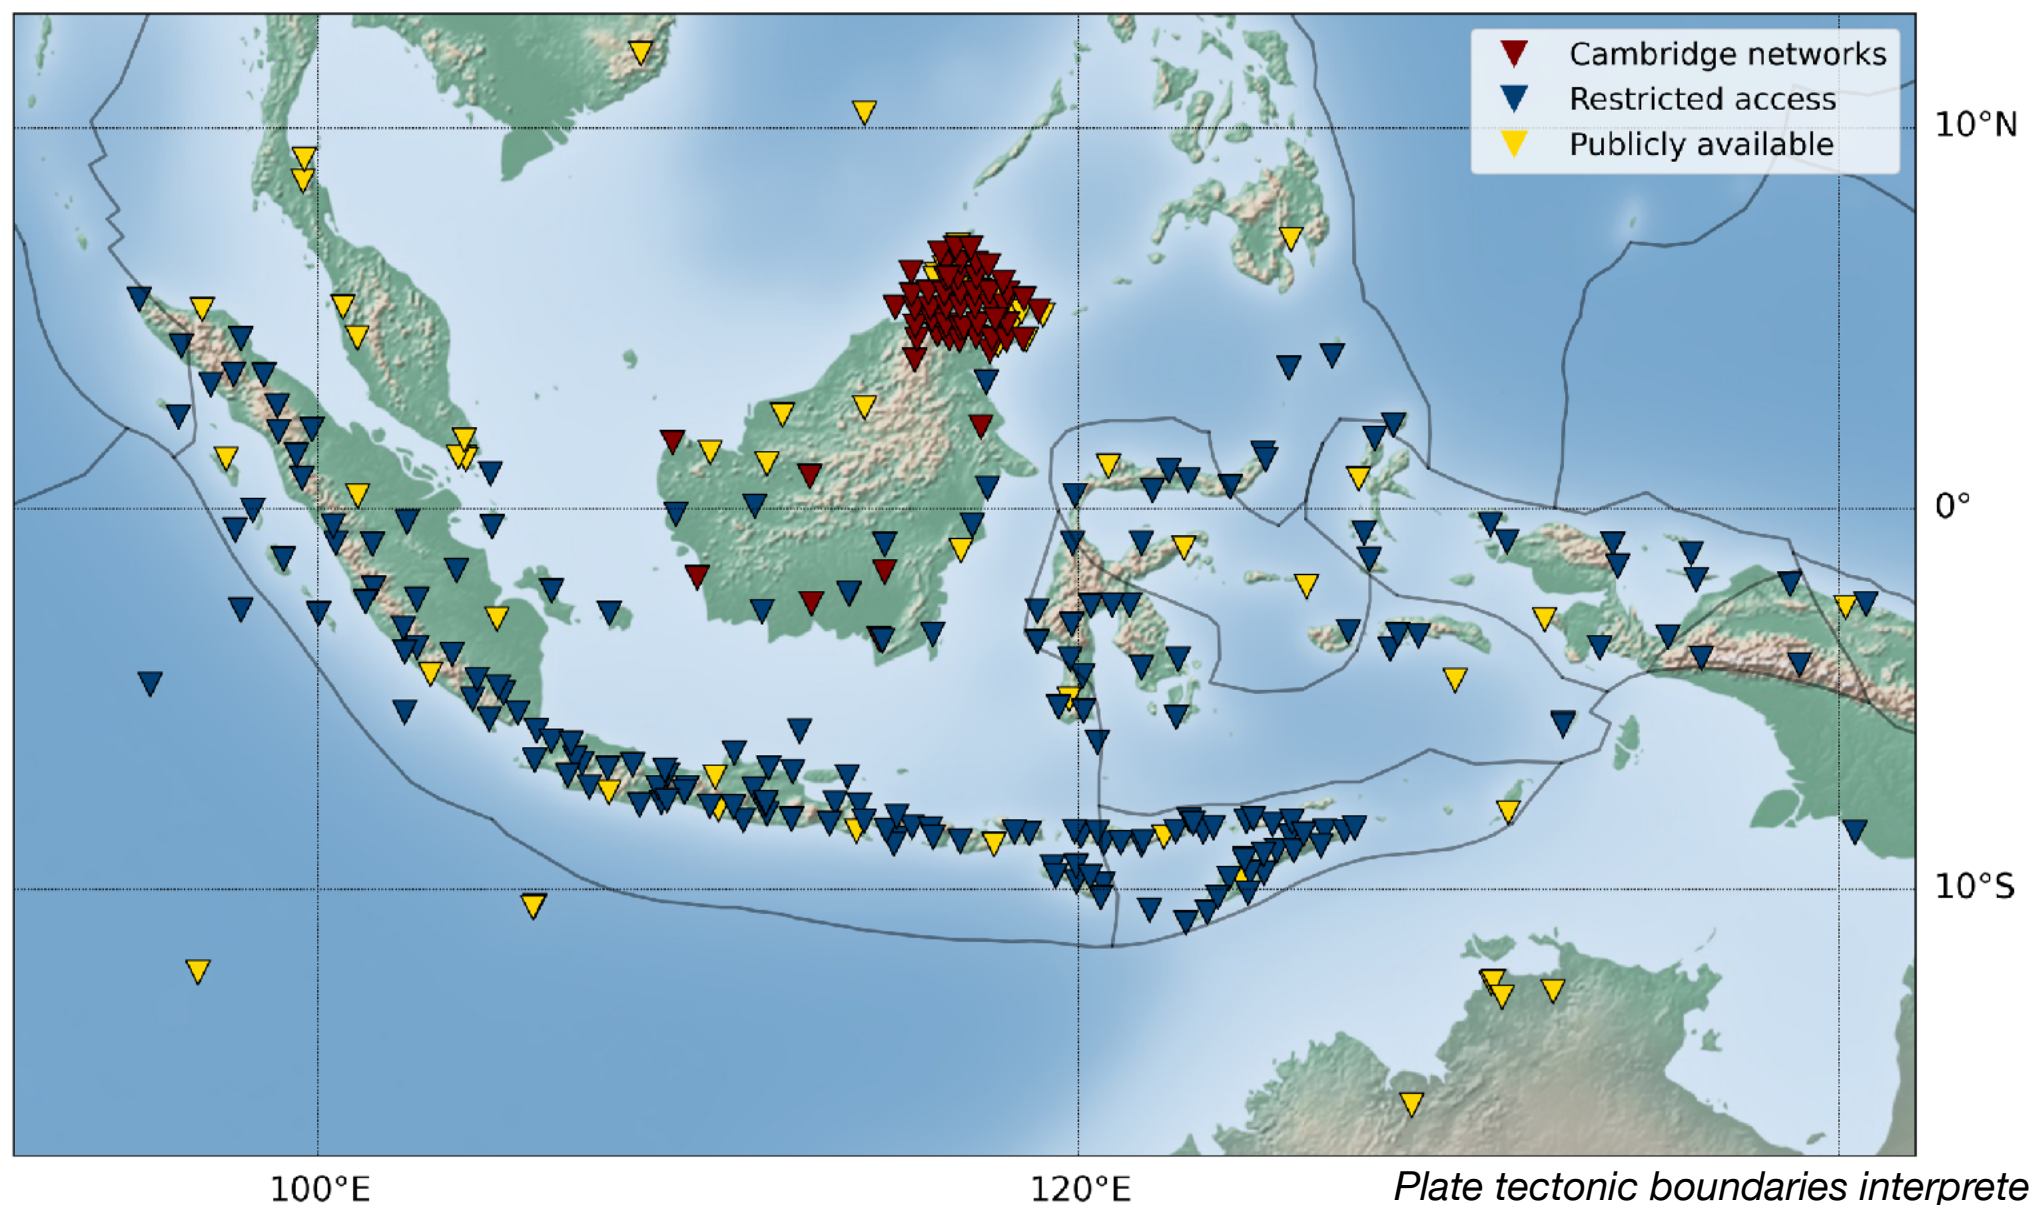 Cambridge networks
Restricted access
Publicly available
10°N
0°
10°S
100°E
120°E
Plate tectonic boundaries interprete